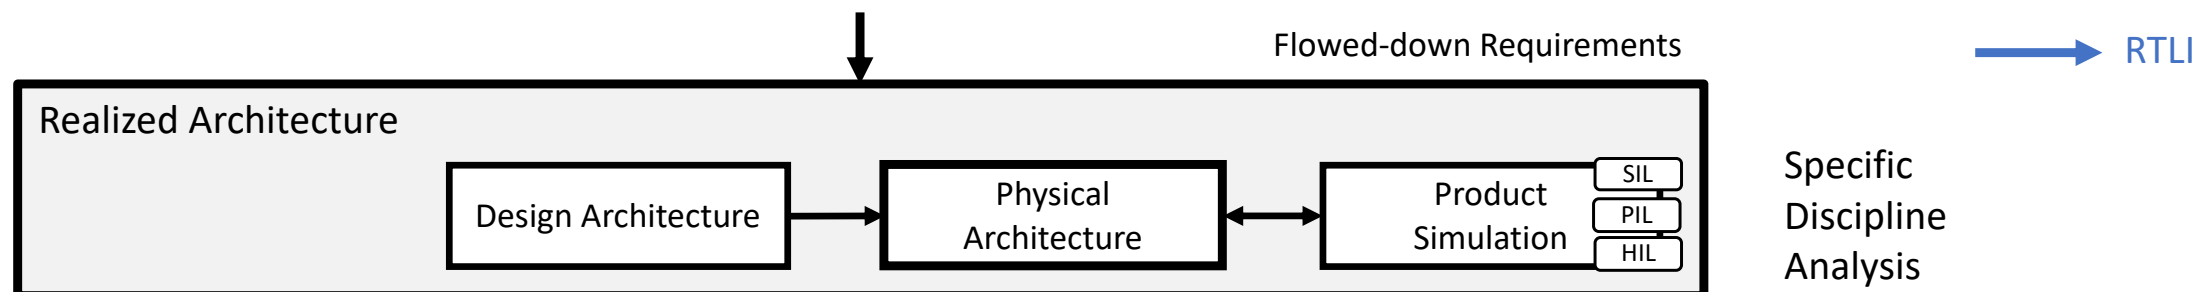 Flowed-down Requirements
RTLI
Realized Architecture
Design Architecture
Physical
Architecture
Product
Simulation
SIL
PIL
HIL
Specific
Discipline
Analysis